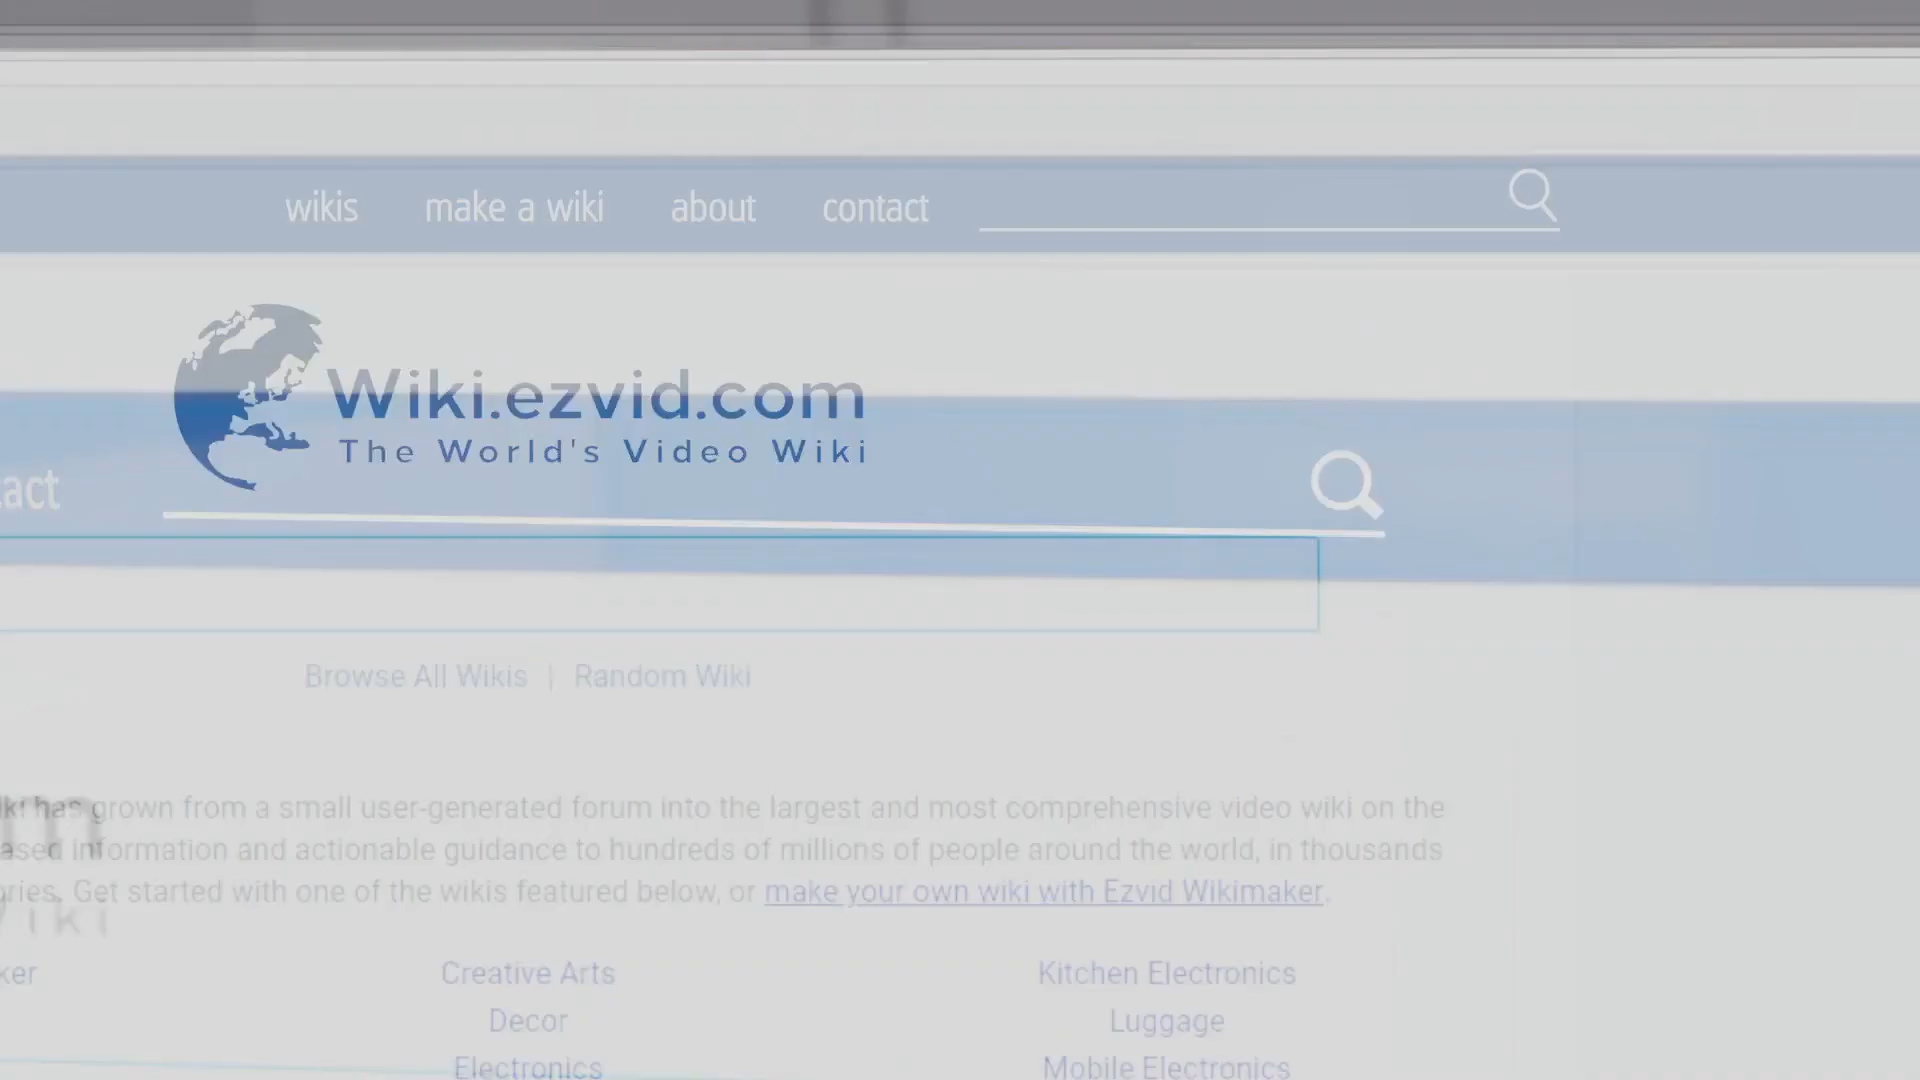 wikis make a wiki about contact
Wiki.ezvid.com
The World's Video Wiki
Browse All Wikis | Random Wiki
has grown from a small user-generated forum into the largest and most comprehensive video wiki on the
information and actionable guidance to hundreds of millions of people around the world, in thousands
Get started with one of the wikis featured below, or make your own wiki with Ezvid Wikimaker.
Creative Arts Kitchen Electronics
Decor Luggage
Electronics Mobile Electronics